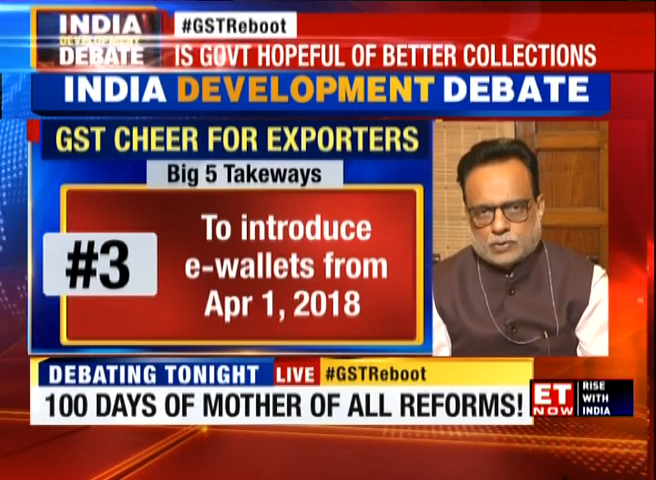 INDIA
DEVELOPMENT
DEBATE
#GSTReboot
IS GOVT HOPEFUL OF BETTER COLLECTIONS
INDIA DEVELOPMENT DEBATE
GST CHEER FOR EXPORTERS
Big 5 Takeways
#3
To introduce
e-wallets from
Apr 1, 2018
DEBATING TONIGHT LIVE #GSTReboot
100 DAYS OF MOTHER OF ALL REFORMS!
ET
NOW
RISE
WITH
INDIA